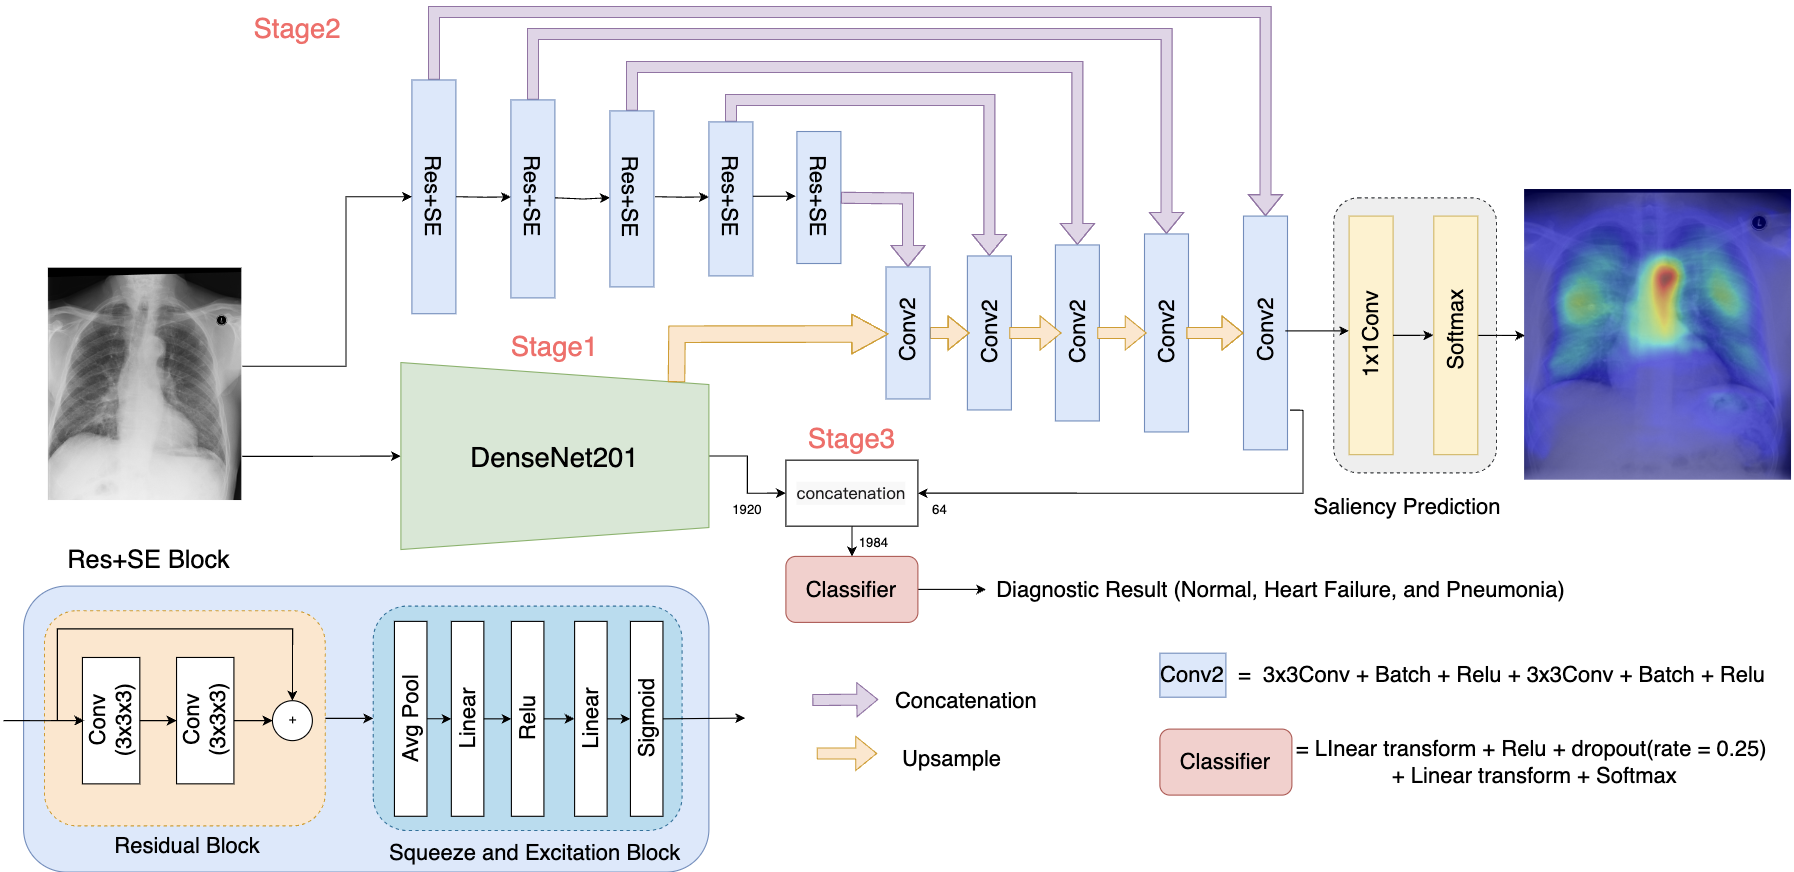 Stage2
Res+SE
Res+SE
Res+SE
Res+SE
Res+SE
Conv2
Conv2
Conv2
Conv2
Conv2
1x1Conv
Softmax
L
Saliency Prediction
Stage1
DenseNet201
Stage3
concatenation
1920
64
1984
Classifier
Diagnostic Result (Normal, Heart Failure, and Pneumonia)
Res+SE Block
Conv
(3x3x3)
Conv
(3x3x3)
+
Residual Block
Avg Pool
Linear
Relu
Linear
Sigmoid
Squeeze and Excitation Block
Concatenation
Upsample
Conv2 = 3x3Conv + Batch + Relu + 3x3Conv + Batch + Relu
Classifier = LInear transform + Relu + dropout(rate = 0.25)
+ Linear transform + Softmax